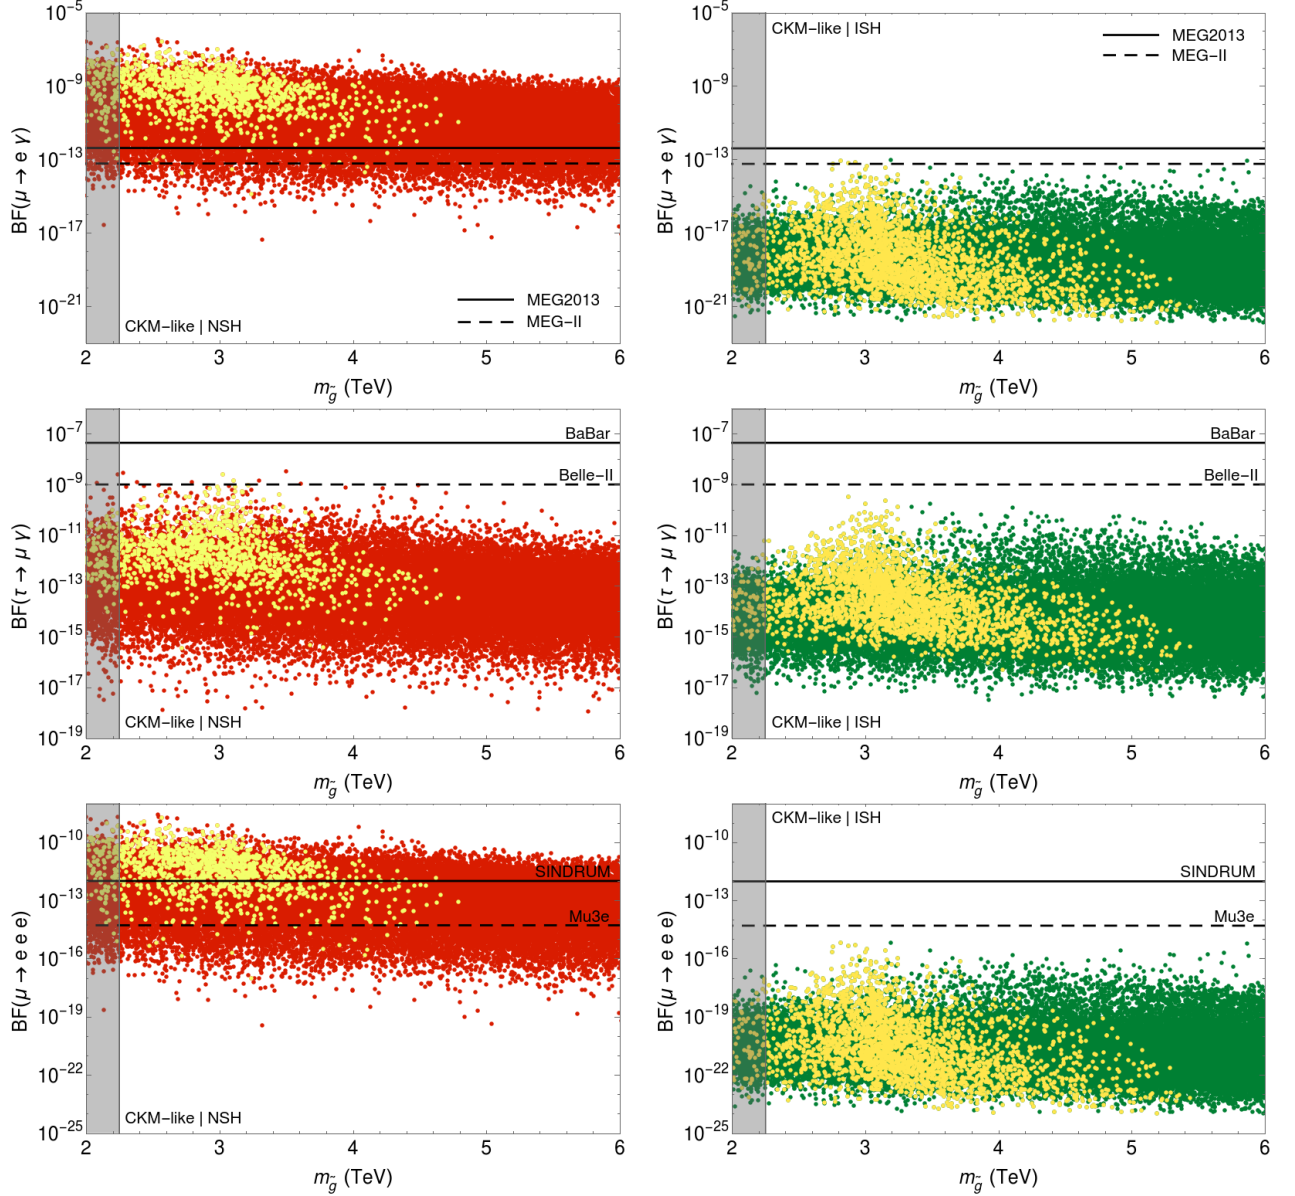 BF(μ → e γ)
10⁻⁵
10⁻⁹
10⁻¹³
10⁻¹⁷
10⁻²¹
MEG2013
MEG−II
CKM−like | NSH
2 3 4 5 6
m_g̃ (TeV)
BF(μ → e γ)
10⁻⁵
10⁻⁹
10⁻¹³
10⁻¹⁷
10⁻²¹
CKM−like | ISH
MEG2013
MEG−II
2 3 4 5 6
m_g̃ (TeV)
BF(τ → μ γ)
10⁻⁷
10⁻⁹
10⁻¹¹
10⁻¹³
10⁻¹⁵
10⁻¹⁷
10⁻¹⁹
BaBar
Belle−II
CKM−like | NSH
2 3 4 5 6
m_g̃ (TeV)
BF(τ → μ γ)
10⁻⁷
10⁻⁹
10⁻¹¹
10⁻¹³
10⁻¹⁵
10⁻¹⁷
10⁻¹⁹
BaBar
Belle−II
CKM−like | ISH
2 3 4 5 6
m_g̃ (TeV)
BF(μ → e e e)
10⁻¹⁰
10⁻¹³
10⁻¹⁶
10⁻¹⁹
10⁻²²
10⁻²⁵
SINDRUM
Mu3e
CKM−like | NSH
2 3 4 5 6
m_g̃ (TeV)
BF(μ → e e e)
10⁻¹⁰
10⁻¹³
10⁻¹⁶
10⁻¹⁹
10⁻²²
10⁻²⁵
CKM−like | ISH
SINDRUM
Mu3e
2 3 4 5 6
m_g̃ (TeV)